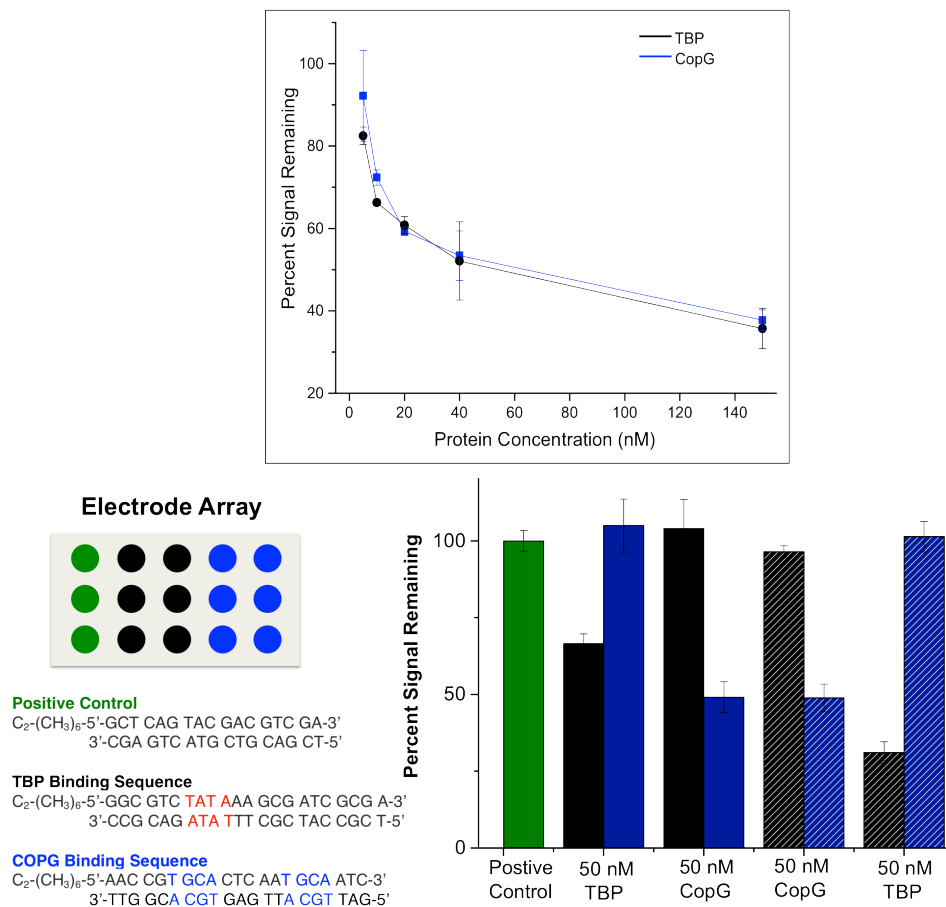 TBP
CopG
100
80
60
40
20
Percent Signal Remaining
0 20 40 60 80 100 120 140
Protein Concentration (nM)
Electrode Array
Positive Control
C2-(CH3)6-5'-GCT CAG TAC GAC GTC GA-3'
3'-CGA GTC ATG CTG CAG CT-5'
TBP Binding Sequence
C2-(CH3)6-5'-GGC GTC TAT AAA GCG ATC GCG A-3'
3'-CCG CAG ATA TTT CGC TAC CGC T-5'
COPG Binding Sequence
C2-(CH3)6-5'-AAC CGT GCA CTC AAT GCA ATC-3'
3'-TTG GCA CGT GAG TTA CGT TAG-5'
Percent Signal Remaining
100
50
0
Postive
Control
50 nM
TBP
50 nM
CopG
50 nM
CopG
50 nM
TBP